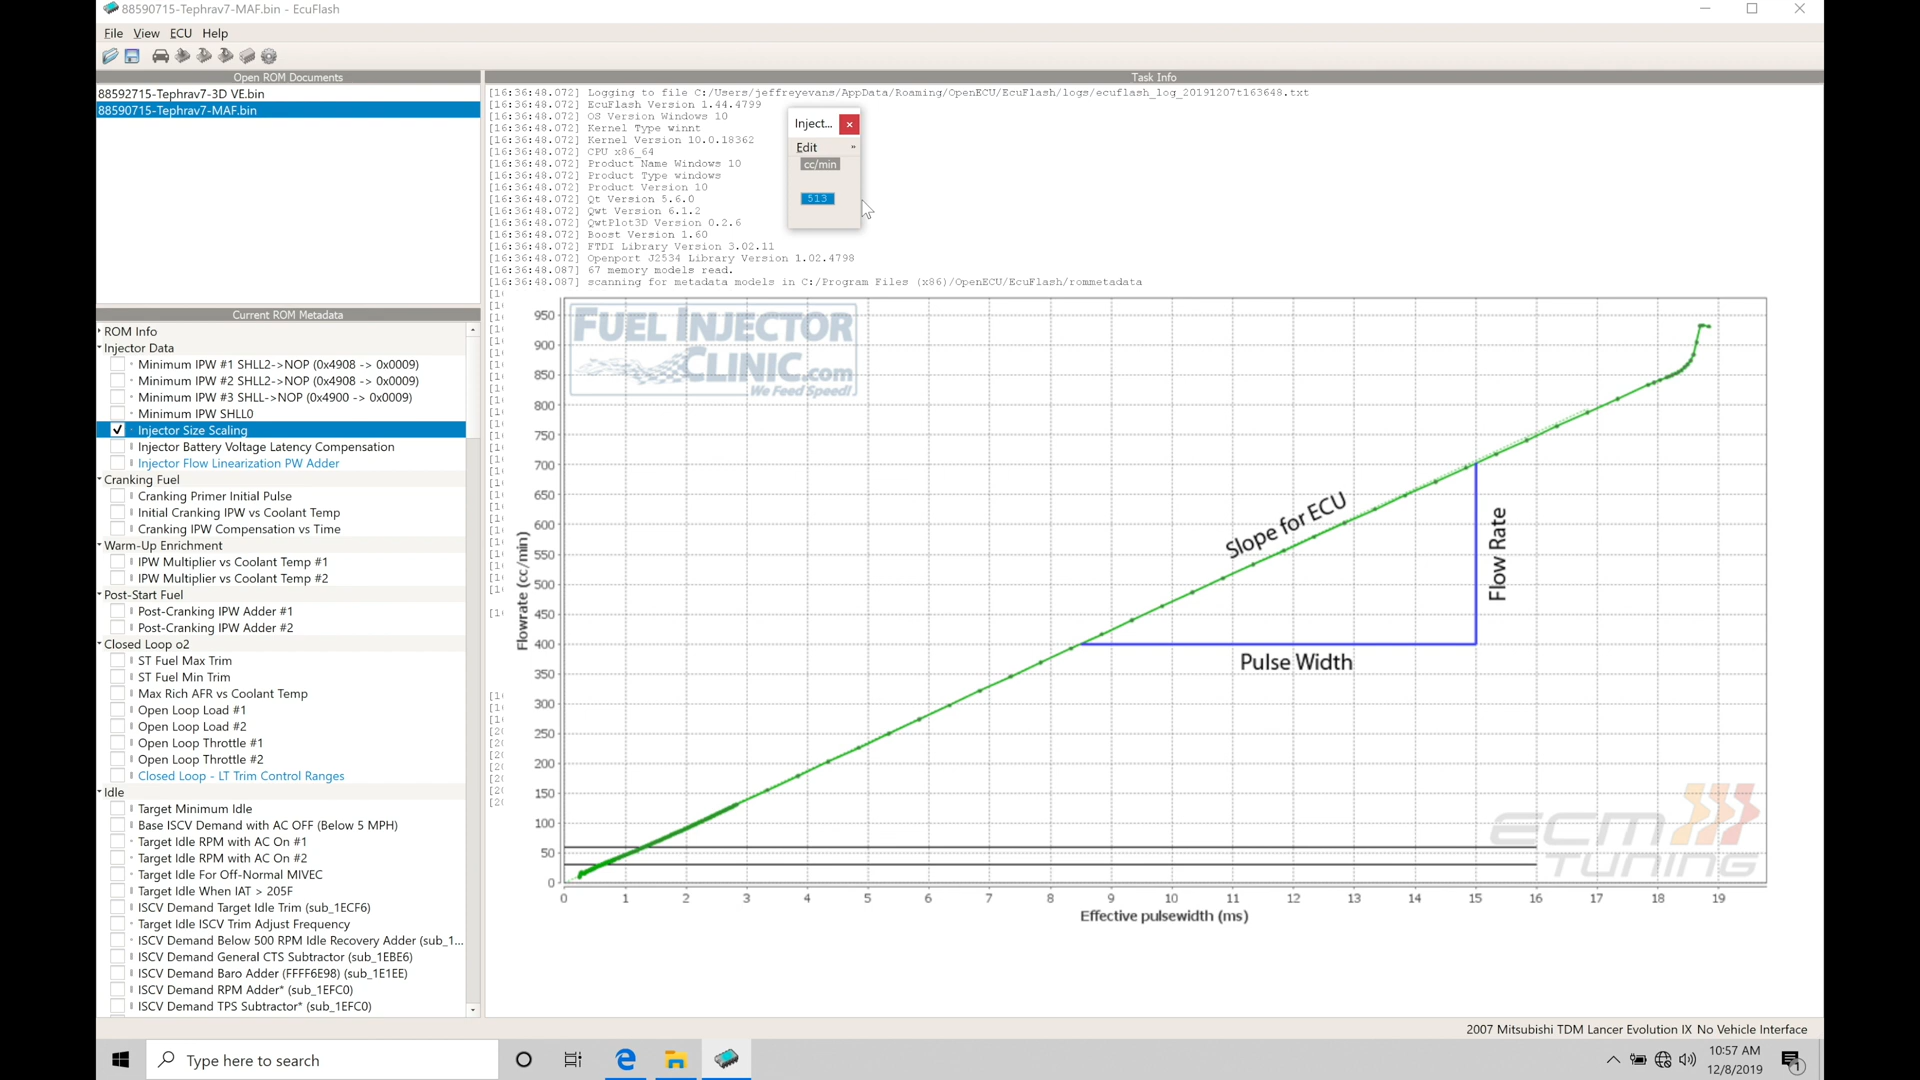 88590715-Tephrav7-MAF.bin - EcuFlash
File View ECU Help
Open ROM Documents
88592715-Tephrav7-3D VE.bin
88590715-Tephrav7-MAF.bin
Current ROM Metadata
ROM Info
Injector Data
Minimum IPW #1 SHLL2->NOP (0x4908 -> 0x0009)
Minimum IPW #2 SHLL2->NOP (0x4908 -> 0x0009)
Minimum IPW #3 SHLL->NOP (0x4900 -> 0x0009)
Minimum IPW SHLL0
Injector Size Scaling
Injector Battery Voltage Latency Compensation
Injector Flow Linearization PW Adder
Cranking Fuel
Cranking Primer Initial Pulse
Initial Cranking IPW vs Coolant Temp
Cranking IPW Compensation vs Time
Warm-Up Enrichment
IPW Multiplier vs Coolant Temp #1
IPW Multiplier vs Coolant Temp #2
Post-Start Fuel
Post-Cranking IPW Adder #1
Post-Cranking IPW Adder #2
Closed Loop o2
ST Fuel Max Trim
ST Fuel Min Trim
Max Rich AFR vs Coolant Temp
Open Loop Load #1
Open Loop Load #2
Open Loop Throttle #1
Open Loop Throttle #2
Closed Loop - LT Trim Control Ranges
Idle
Target Minimum Idle
Base ISCV Demand with AC OFF (Below 5 MPH)
Target Idle RPM with AC On #1
Target Idle RPM with AC On #2
Target Idle For Off-Normal MIVEC
Target Idle When IAT > 205F
ISCV Demand Target Idle Trim (sub_1ECF6)
Target Idle ISCV Trim Adjust Frequency
ISCV Demand Below 500 RPM Idle Recovery Adder (sub_1...
ISCV Demand General CTS Subtractor (sub_1EBE6)
ISCV Demand Baro Adder (FFFF6E98) (sub_1E1EE)
ISCV Demand RPM Adder* (sub_1EFC0)
ISCV Demand TPS Subtractor* (sub_1EFC0)
Task Info
[16:36:48.072] Logging to file C:/Users/jeffreyevans/AppData/Roaming/OpenECU/EcuFlash/logs/ecuflash_log_20191207t163648.txt
[16:36:48.072] EcuFlash Version 1.44.4799
[16:36:48.072] OS Version Windows 10
[16:36:48.072] Kernel Type winnt
[16:36:48.072] Kernel Version 10.0.18362
[16:36:48.072] CPU x86_64
[16:36:48.072] Product Name Windows 10
[16:36:48.072] Product Type windows
[16:36:48.072] Product Version 10
[16:36:48.072] Qt Version 5.6.0
[16:36:48.072] Qwt Version 6.1.2
[16:36:48.072] QwtPlot3D Version 0.2.6
[16:36:48.072] Boost Version 1.60
[16:36:48.072] FTDI Library Version 3.02.11
[16:36:48.072] Openport J2534 Library Version 1.02.4798
[16:36:48.087] 67 memory models read.
[16:36:48.087] scanning for metadata models in C:/Program Files (x86)/OpenECU/EcuFlash/rommetadata
Inject...
Edit »
cc/min
513
FUEL INJECTOR
CLINIC.com
We Feed Speed!
Flowrate (cc/min)
950
900
850
800
750
700
650
600
550
500
450
400
350
300
250
200
150
100
50
0
Slope for ECU
Flow Rate
Pulse Width
0 1 2 3 4 5 6 7 8 9 10 11 12 13 14 15 16 17 18 19
Effective pulsewidth (ms)
ECM
TUNING
2007 Mitsubishi TDM Lancer Evolution IX No Vehicle Interface
Type here to search
10:57 AM
12/8/2019
1